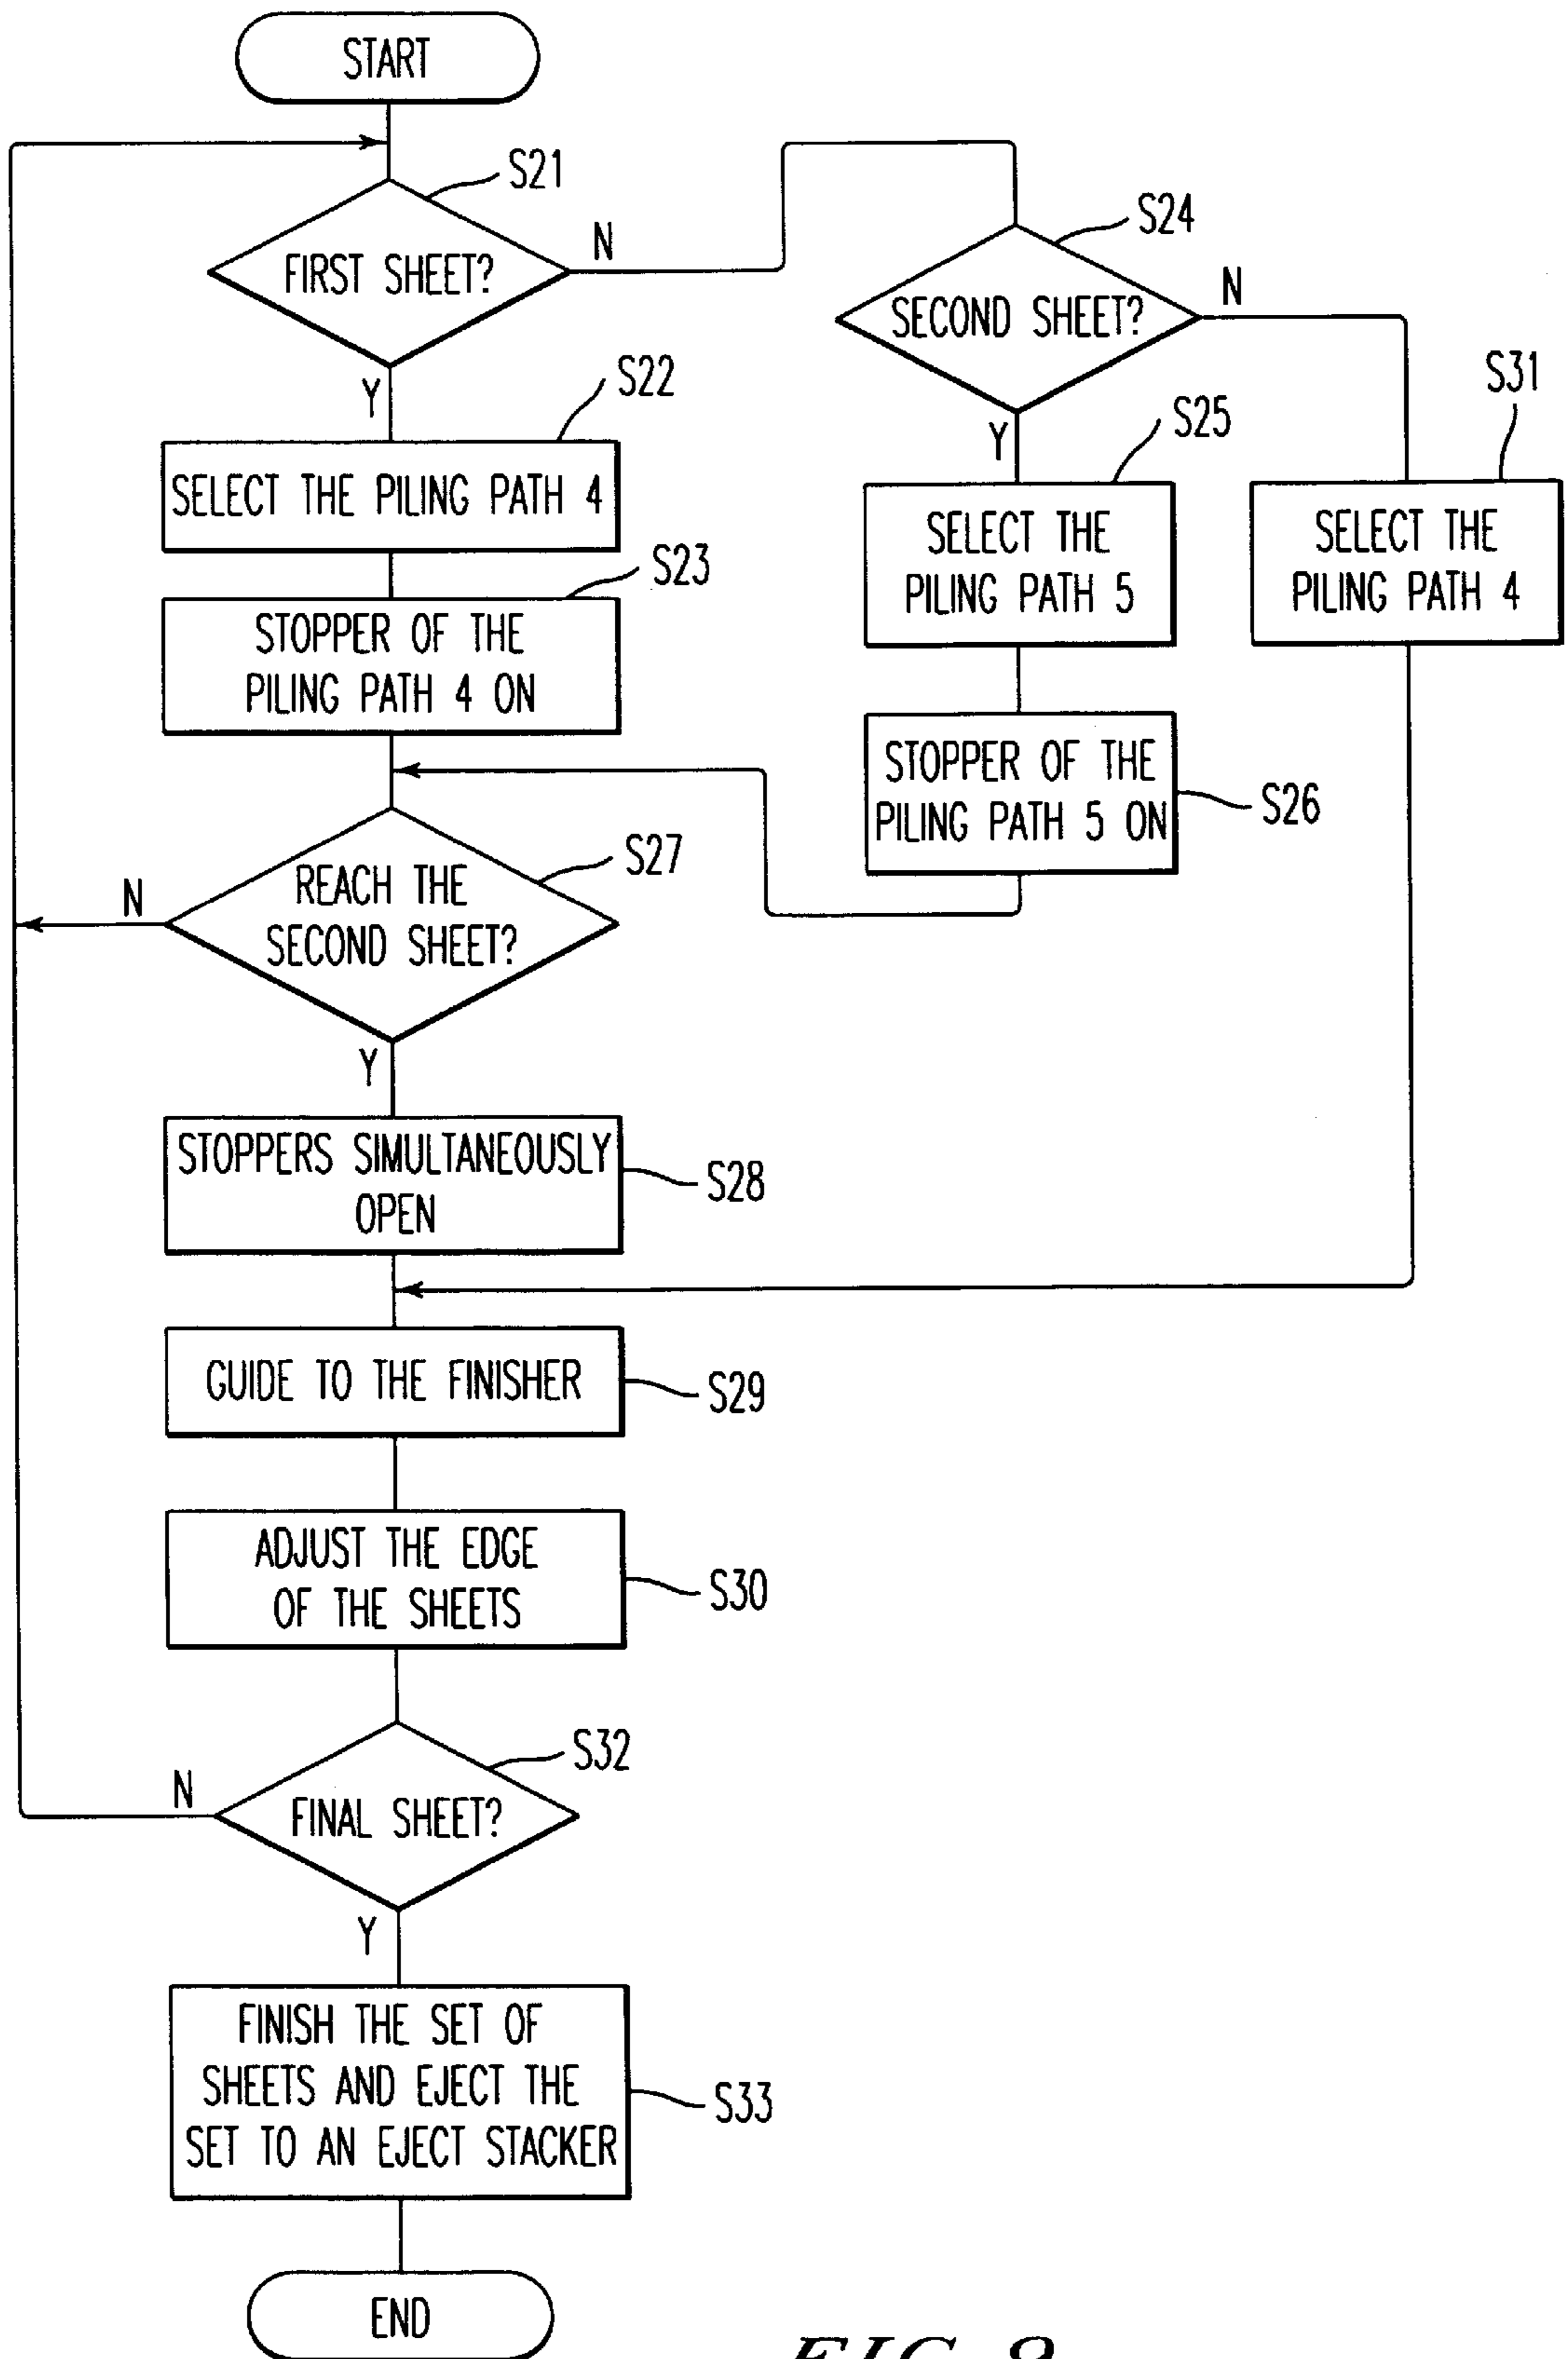 START
S21
FIRST SHEET?
N
Y
S24
SECOND SHEET?
N
Y
S22
SELECT THE PILING PATH 4
S23
STOPPER OF THE
PILING PATH 4 ON
S25
SELECT THE
PILING PATH 5
S31
SELECT THE
PILING PATH 4
STOPPER OF THE
PILING PATH 5 ON
S26
S27
REACH THE
SECOND SHEET?
N
Y
STOPPERS SIMULTANEOUSLY
OPEN
S28
GUIDE TO THE FINISHER
S29
ADJUST THE EDGE
OF THE SHEETS
S30
S32
FINAL SHEET?
N
Y
FINISH THE SET OF
SHEETS AND EJECT THE
SET TO AN EJECT STACKER
S33
END